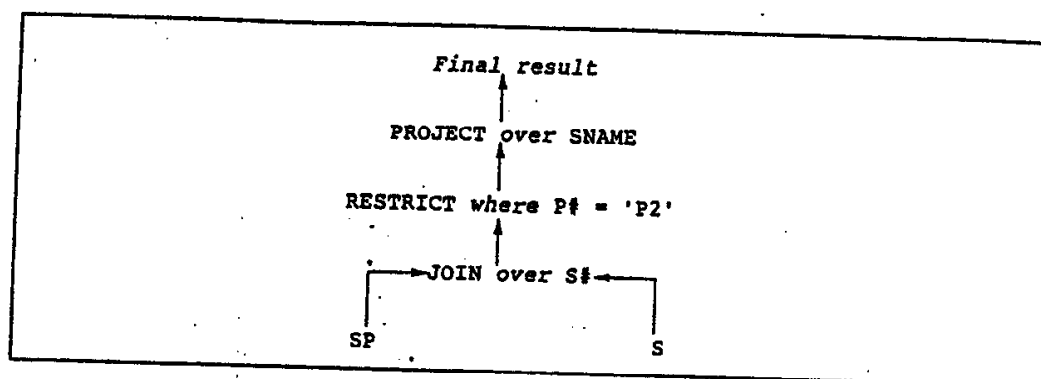 Final result
PROJECT over SNAME
RESTRICT where P# = 'P2'
JOIN over S#
SP S